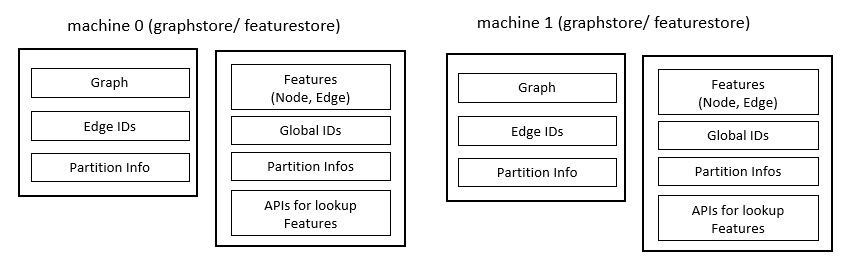 machine 0 (graphstore/ featurestore)
Graph
Edge IDs
Partition Info
Features
(Node, Edge)
Global IDs
Partition Infos
APIs for lookup
Features
machine 1 (graphstore/ featurestore)
Graph
Edge IDs
Partition Info
Features
(Node, Edge)
Global IDs
Partition Infos
APIs for lookup
Features